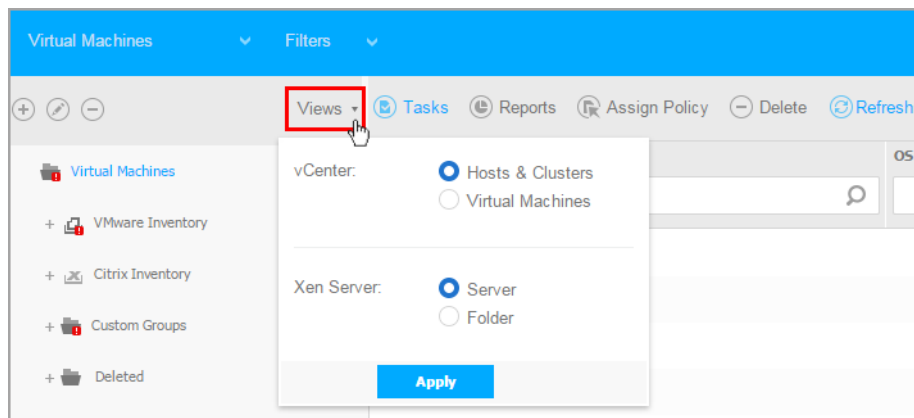 Virtual Machines Filters
Views Tasks Reports Assign Policy Delete Refresh
Virtual Machines
VMware Inventory
Citrix Inventory
Custom Groups
Deleted
vCenter: Hosts & Clusters
Virtual Machines
Xen Server: Server
Folder
Apply
OS